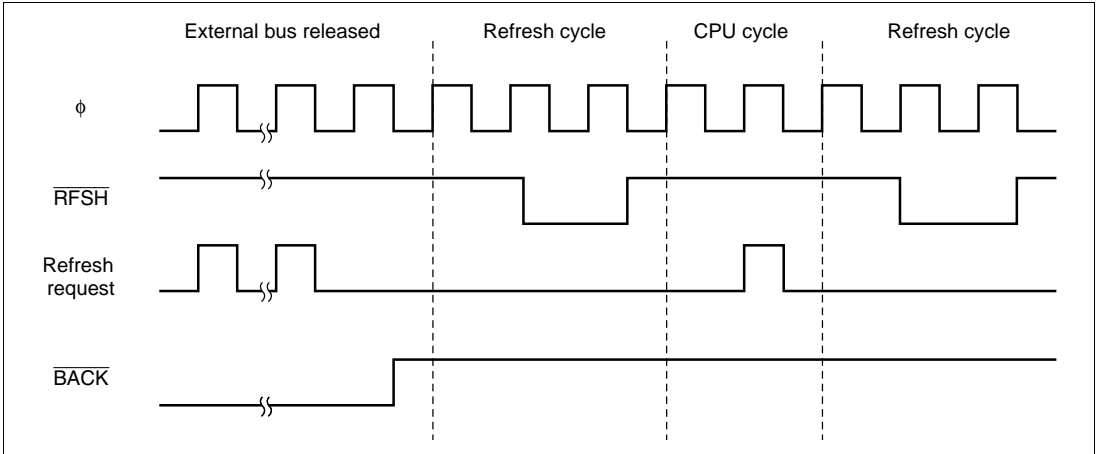 External bus released Refresh cycle CPU cycle Refresh cycle
ϕ
RFSH
Refresh
request
BACK